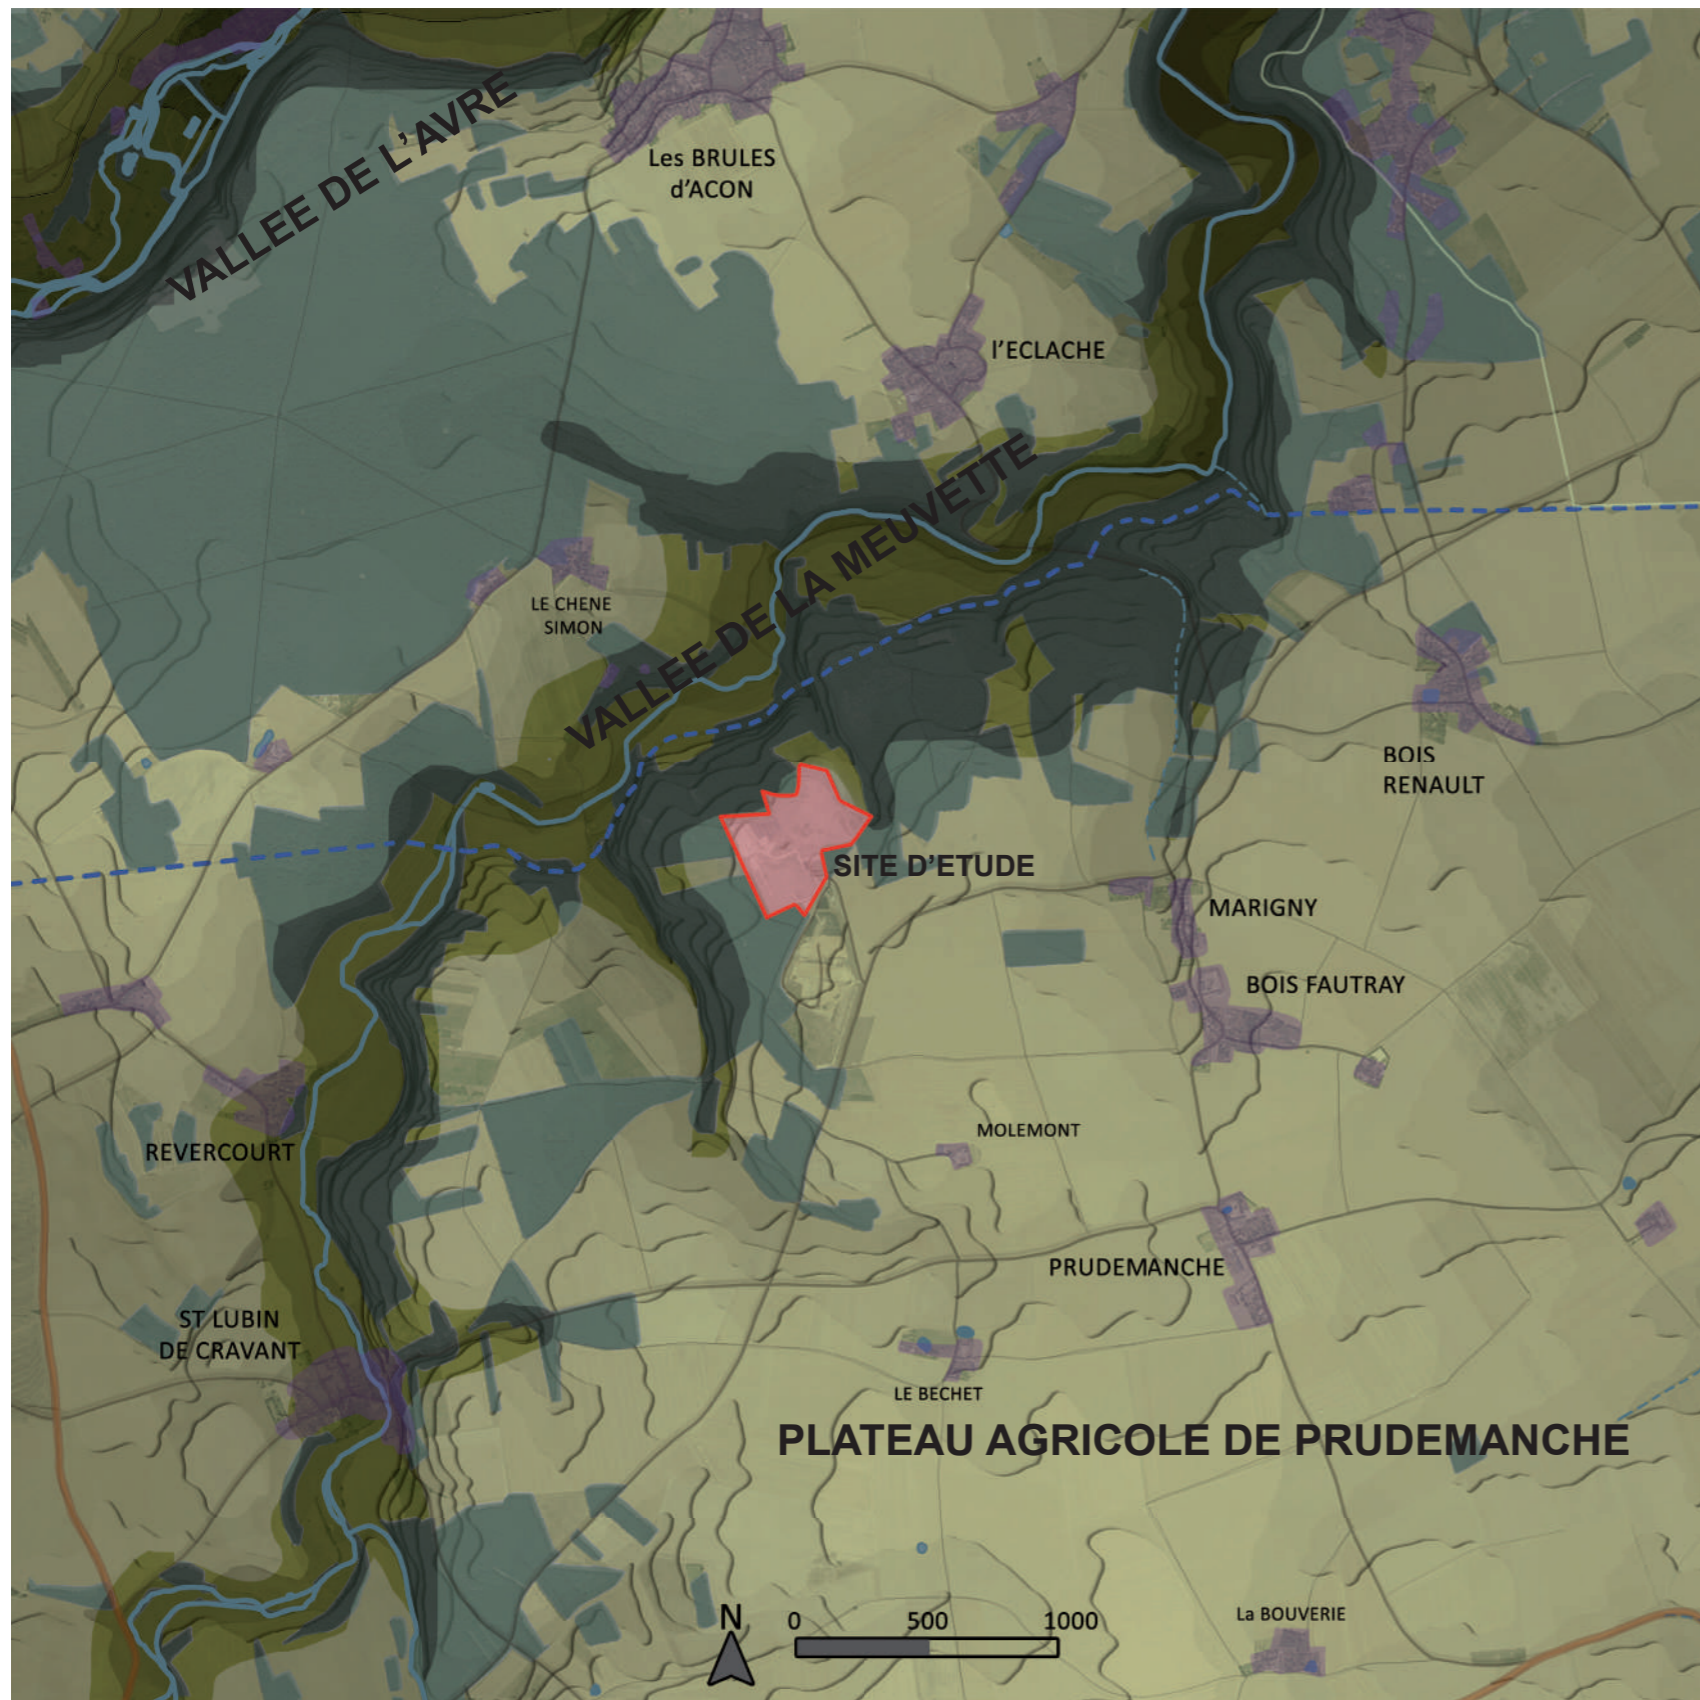 VALLEE DE L'AVRE
Les BRULES
d'ACON
l'ECLACHE
VALLEE DE LA MEUVETTE
LE CHENE
SIMON
BOIS
RENAULT
SITE D'ETUDE
MARIGNY
BOIS FAUTRAY
MOLEMONT
REVERCOURT
PRUDEMANCHE
ST LUBIN
DE CRAVANT
LE BECHET
PLATEAU AGRICOLE DE PRUDEMANCHE
N
0 500 1000
La BOUVERIE